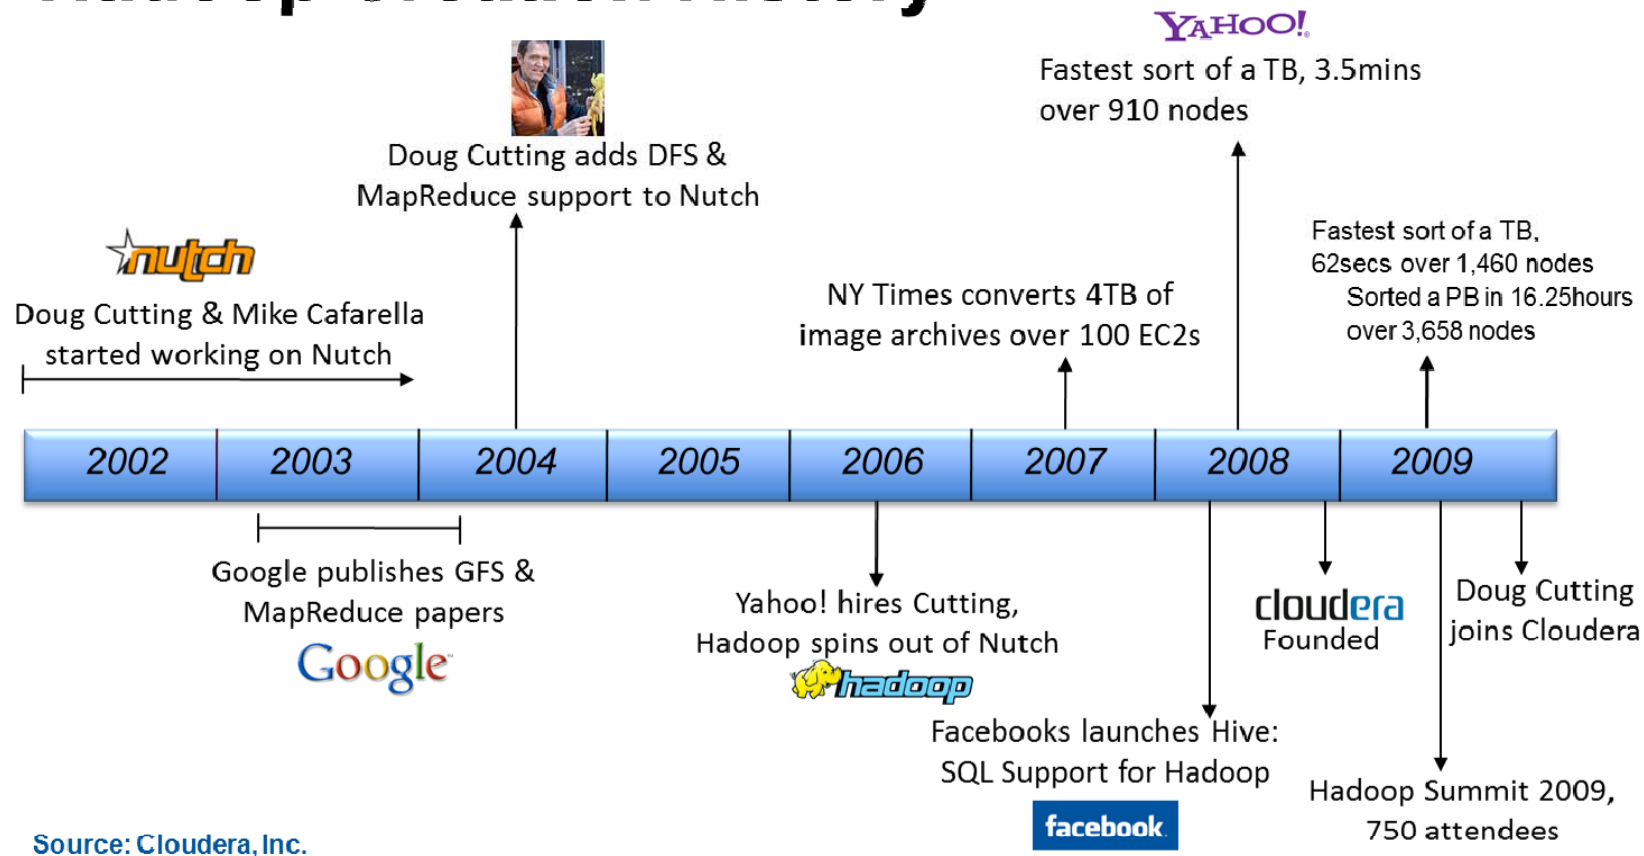 Hadoop Creation History
YAHOO!
Fastest sort of a TB, 3.5mins
over 910 nodes
Doug Cutting adds DFS &
MapReduce support to Nutch
Fastest sort of a TB,
62secs over 1,460 nodes
Sorted a PB in 16.25hours
over 3,658 nodes
nutch
Doug Cutting & Mike Cafarella
started working on Nutch
NY Times converts 4TB of
image archives over 100 EC2s
2002 2003 2004 2005 2006 2007 2008 2009
Google publishes GFS &
MapReduce papers
Google
Yahoo! hires Cutting,
Hadoop spins out of Nutch
hadoop
cloudera
Founded
Doug Cutting
joins Cloudera
Facebooks launches Hive:
SQL Support for Hadoop
facebook
Hadoop Summit 2009,
750 attendees
Source: Cloudera, Inc.